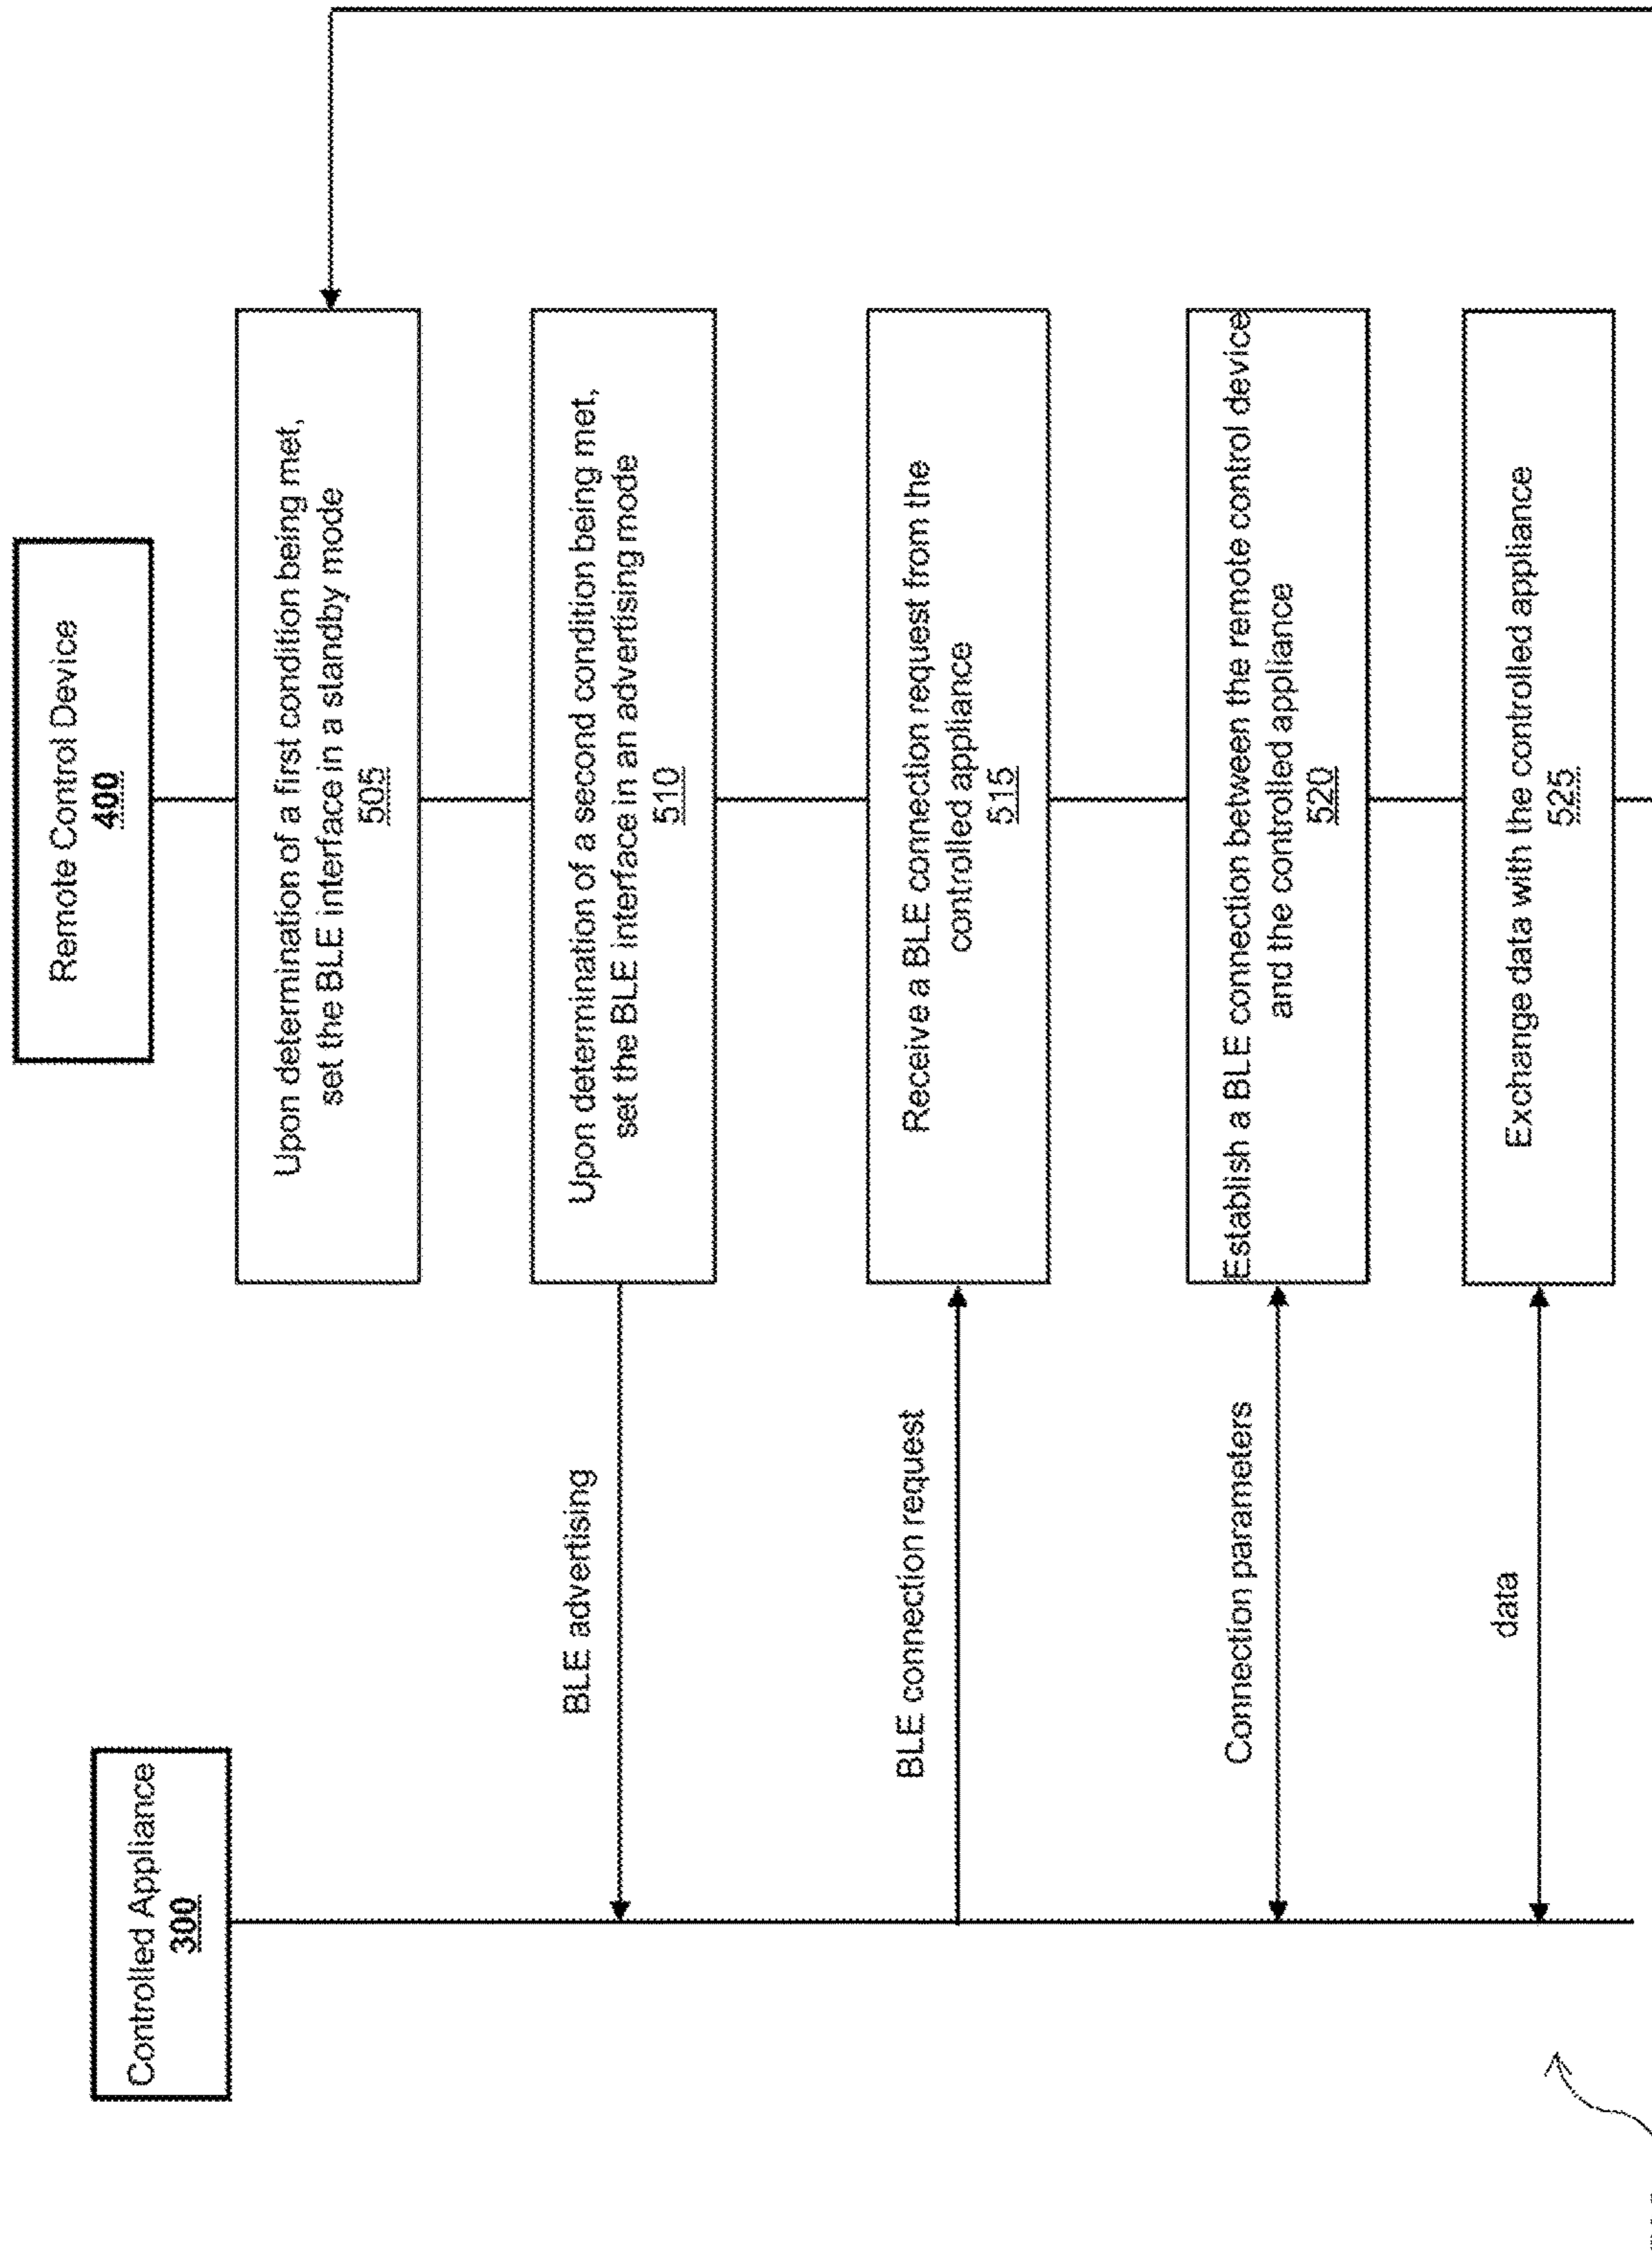 Controlled Appliance
300
Remote Control Device
400
Upon determination of a first condition being met,
set the BLE interface in a standby mode
505
Upon determination of a second condition being met,
set the BLE interface in an advertising mode
510
BLE advertising
Receive a BLE connection request from the
controlled appliance
515
BLE connection request
Establish a BLE connection between the remote control device
and the controlled appliance
520
Connection parameters
Exchange data with the controlled appliance
525
data